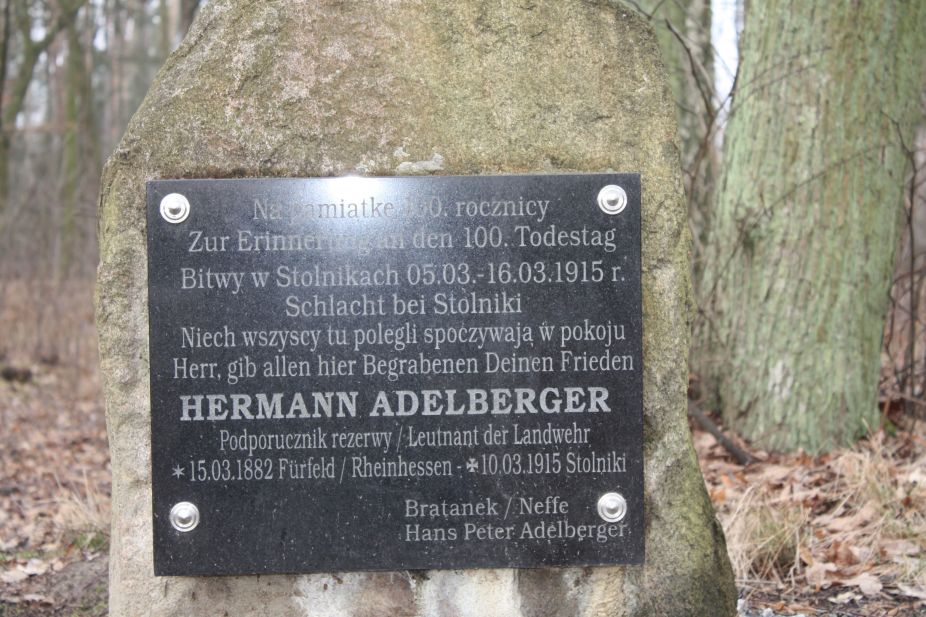 Na pamiatke 100. rocznicy
Zur Erinnerung an den 100. Todestag
Bitwy w Stolnikach 05.03.-16.03.1915 r.
Schlacht bei Stolniki
Niech wszyscy tu polegli spoczywają w pokoju
Herr, gib allen hier Begrabenen Deinen Frieden
HERMANN ADELBERGER
Podporucznik rezerwy / Leutnant der Landwehr
* 15.03.1882 Fürfeld / Rheinhessen - ✠ 10.03.1915 Stolniki
Bratanek / Neffe
Hans Peter Adelberger